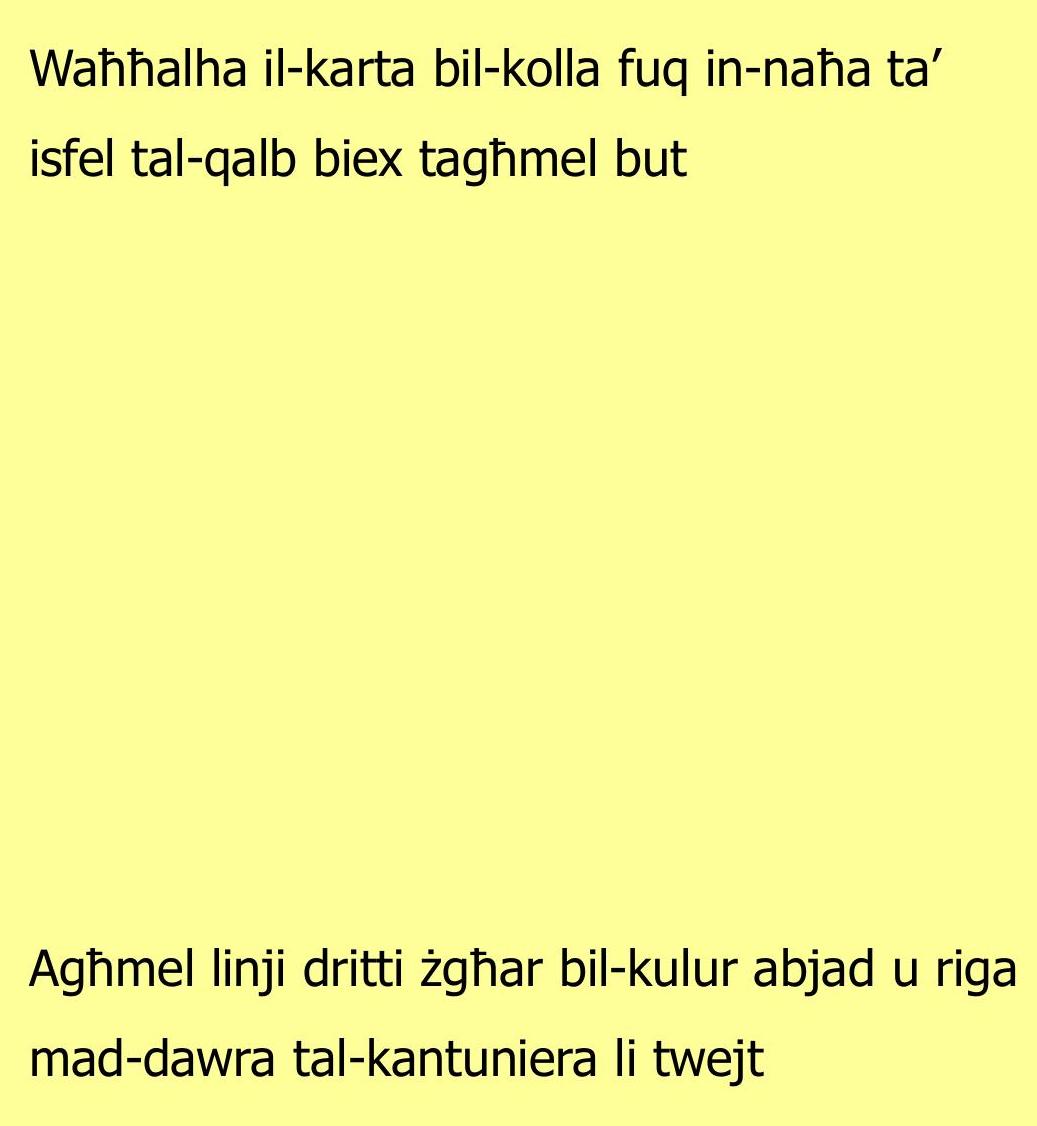 Waħħalha il-karta bil-kolla fuq in-naħa ta’
isfel tal-qalb biex tagħmel but
Agħmel linji dritti żgħar bil-kulur abjad u riga
mad-dawra tal-kantuniera li twejt